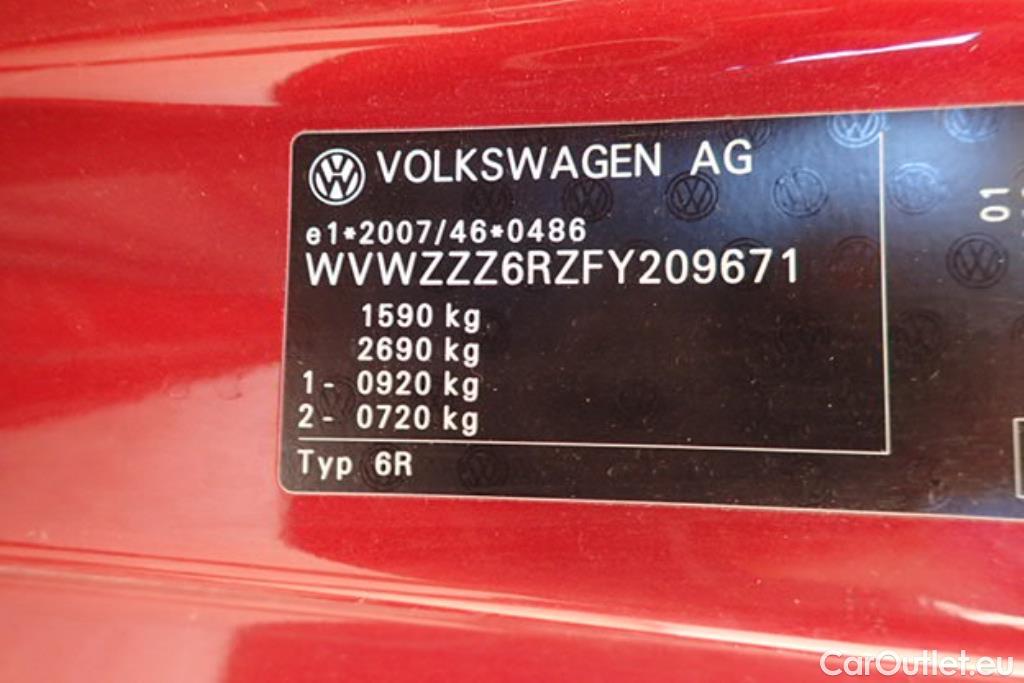 VOLKSWAGEN AG
e1*2007/46*0486
WVWZZZ6RZFY209671
1590 kg
2690 kg
1- 0920 kg
2- 0720 kg
Typ 6R
01
CarOutlet.eu